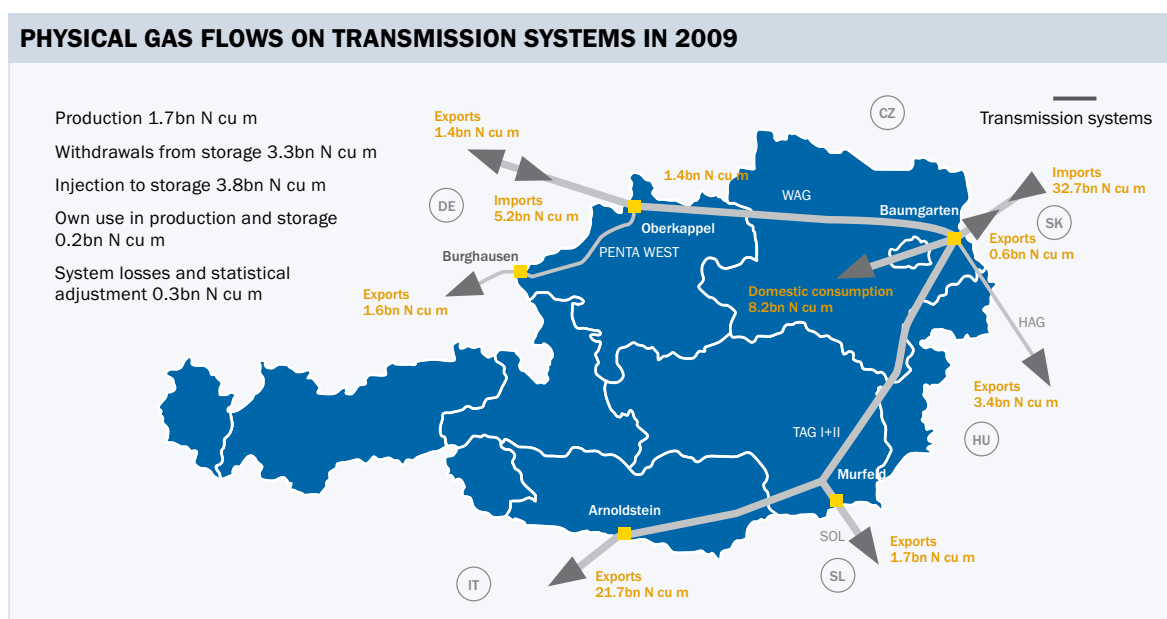 PHYSICAL GAS FLOWS ON TRANSMISSION SYSTEMS IN 2009
Production 1.7bn N cu m
Withdrawals from storage 3.3bn N cu m
Injection to storage 3.8bn N cu m
Own use in production and storage
0.2bn N cu m
System losses and statistical
adjustment 0.3bn N cu m
Exports
1.4bn N cu m
CZ
Transmission systems
1.4bn N cu m
Imports
32.7bn N cu m
DE
Imports
5.2bn N cu m
WAG
Baumgarten
SK
Oberkappel
Exports
0.6bn N cu m
Burghausen
PENTA WEST
Exports
1.6bn N cu m
Domestic consumption
8.2bn N cu m
HAG
Exports
3.4bn N cu m
TAG I+II
HU
Murfeld
Arnoldstein
SOL
Exports
1.7bn N cu m
IT
Exports
21.7bn N cu m
SL